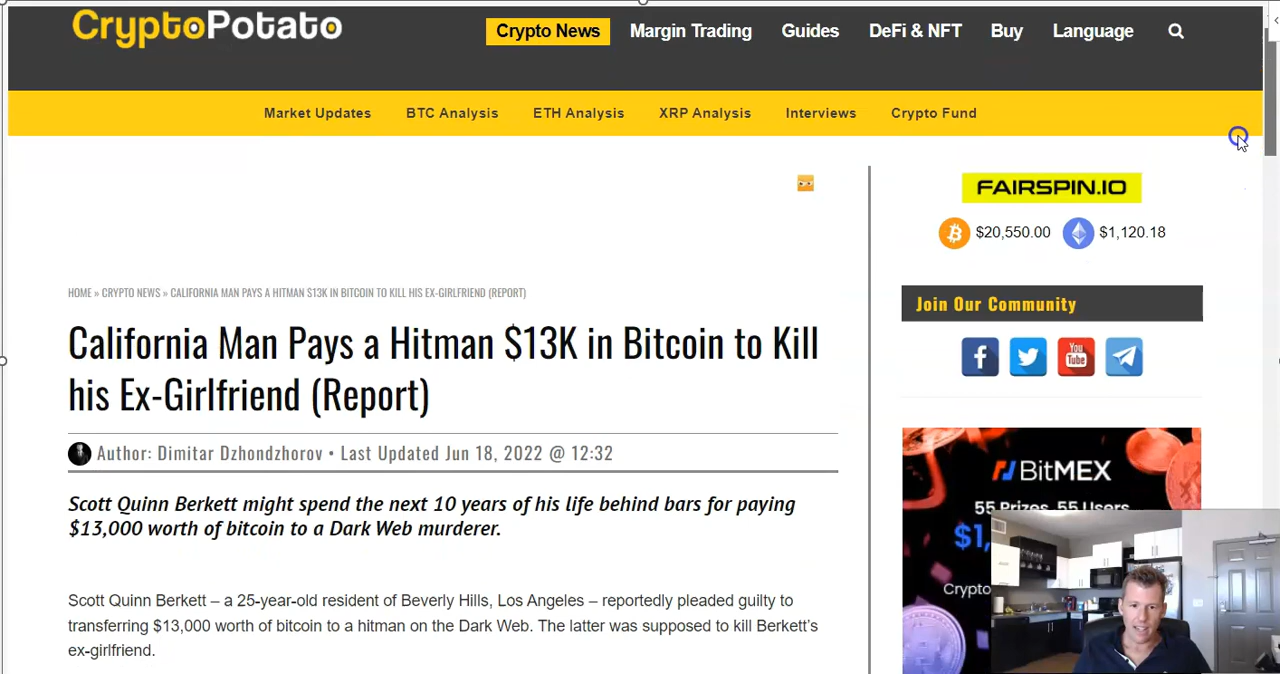 CryptoPotato
Crypto News Margin Trading Guides DeFi & NFT Buy Language
Market Updates BTC Analysis ETH Analysis XRP Analysis Interviews Crypto Fund
FAIRSPIN.IO
$20,550.00 $1,120.18
HOME » CRYPTO NEWS » CALIFORNIA MAN PAYS A HITMAN $13K IN BITCOIN TO KILL HIS EX-GIRLFRIEND (REPORT)
Join Our Community
California Man Pays a Hitman $13K in Bitcoin to Kill
his Ex-Girlfriend (Report)
You
Tube
Author: Dimitar Dzhondzhorov • Last Updated Jun 18, 2022 @ 12:32
Scott Quinn Berkett might spend the next 10 years of his life behind bars for paying
$13,000 worth of bitcoin to a Dark Web murderer.
Scott Quinn Berkett – a 25-year-old resident of Beverly Hills, Los Angeles – reportedly pleaded guilty to
transferring $13,000 worth of bitcoin to a hitman on the Dark Web. The latter was supposed to kill Berkett's
ex-girlfriend.
BitMEX
55 Prizes, 55 Users
$1,
Crypto